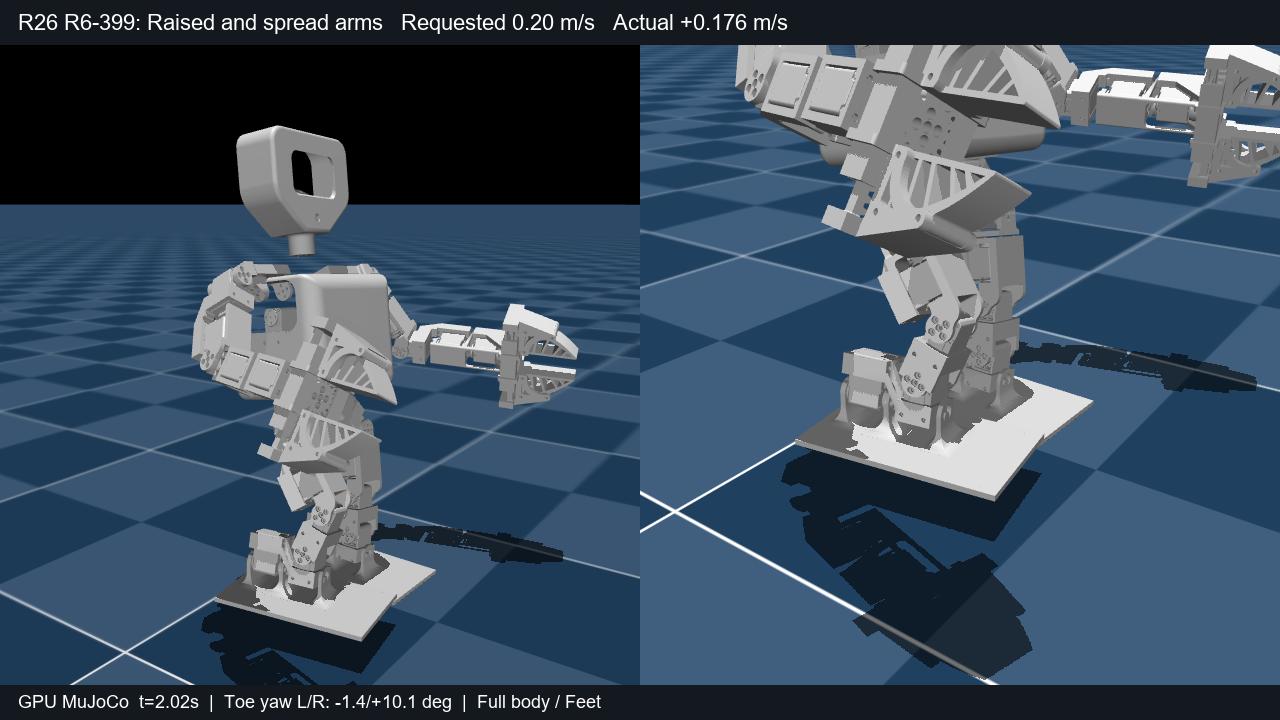 R26 R6-399: Raised and spread arms   Requested 0.20 m/s   Actual +0.176 m/s
GPU MuJoCo  t=2.02s  |  Toe yaw L/R: -1.4/+10.1 deg  |  Full body / Feet